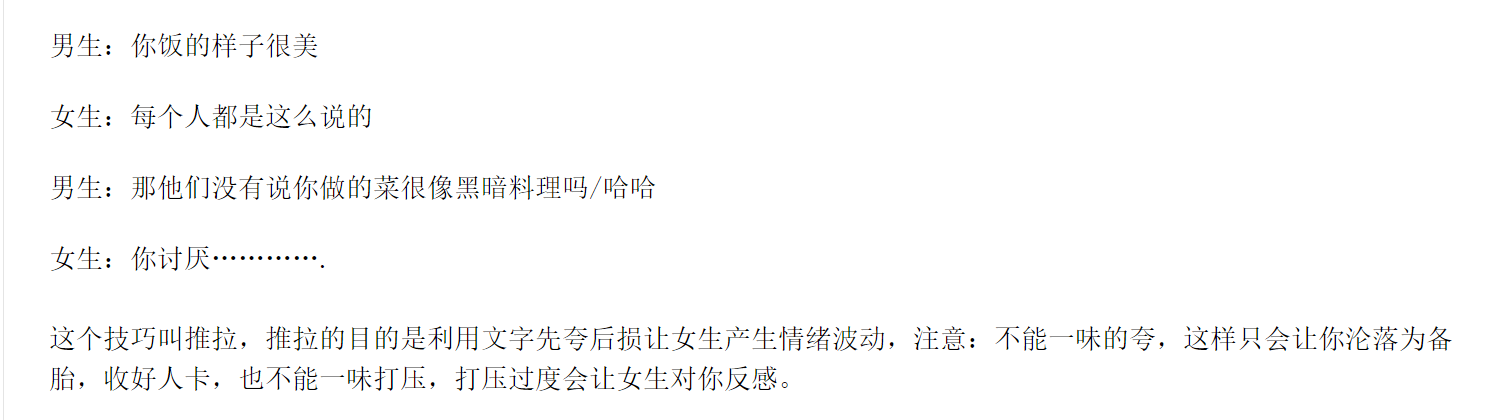 男生：你饭的样子很美
女生：每个人都是这么说的
男生：那他们没有说你做的菜很像黑暗料理吗/哈哈
女生：你讨厌………….
这个技巧叫推拉，推拉的目的是利用文字先夸后损让女生产生情绪波动，注意：不能一味的夸，这样只会让你沦落为备
胎，收好人卡，也不能一味打压，打压过度会让女生对你反感。